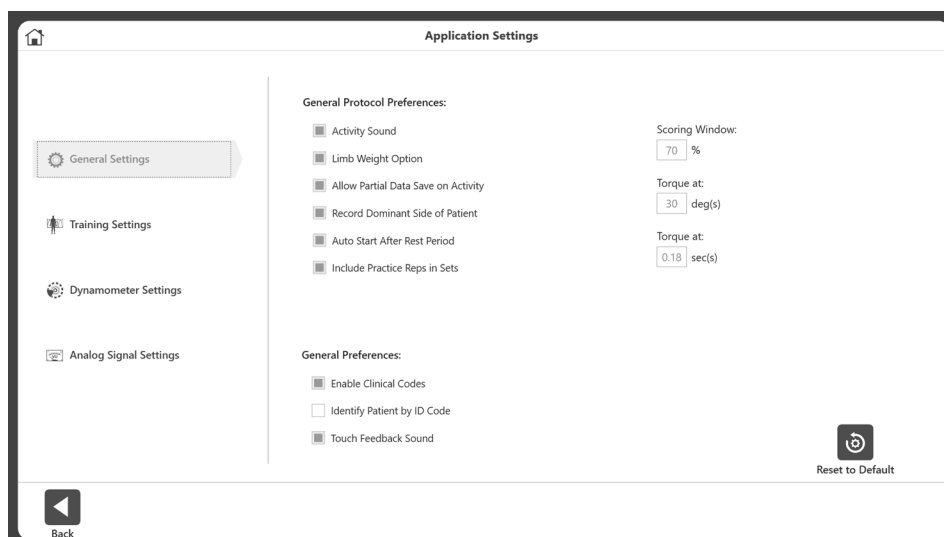 Application Settings
General Settings
Training Settings
Dynamometer Settings
Analog Signal Settings
General Protocol Preferences:
Activity Sound
Limb Weight Option
Allow Partial Data Save on Activity
Record Dominant Side of Patient
Auto Start After Rest Period
Include Practice Reps in Sets
Scoring Window:
70 %
Torque at:
30 deg(s)
Torque at:
0.18 sec(s)
General Preferences:
Enable Clinical Codes
Identify Patient by ID Code
Touch Feedback Sound
Reset to Default
Back